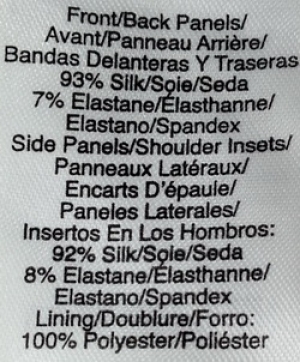 Front/Back Panels/
Avant/Panneau Arrière/
Bandas Delanteras Y Traseras
93% Silk/Soie/Seda
7% Elastane/Élasthanne/
Elastano/Spandex
Side Panels/Shoulder Insets/
Panneaux Latéraux/
Encarts D'épaule/
Paneles Laterales/
Insertos En Los Hombros:
92% Silk/Soie/Seda
8% Elastane/Élasthanne/
Elastano/Spandex
Lining/Doublure/Forro:
100% Polyester/Poliéster